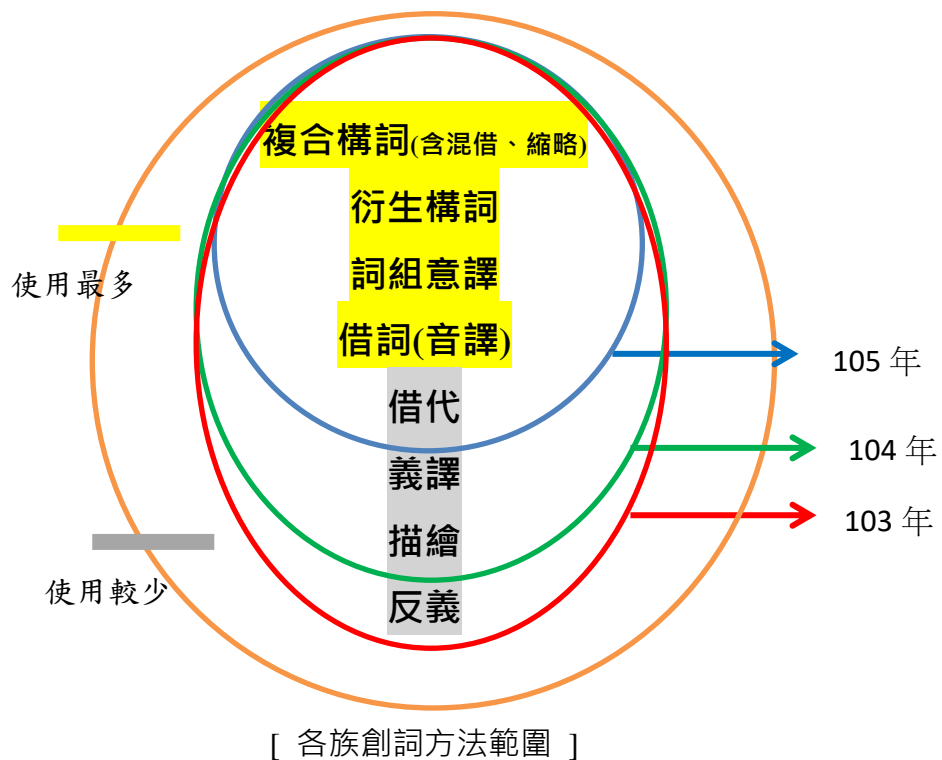 複合構詞(含混借、縮略)
衍生構詞
使用最多
詞組意譯
借詞(音譯)
105 年
借代
104 年
義譯
103 年
描繪
使用較少
反義
[ 各族創詞方法範圍 ]